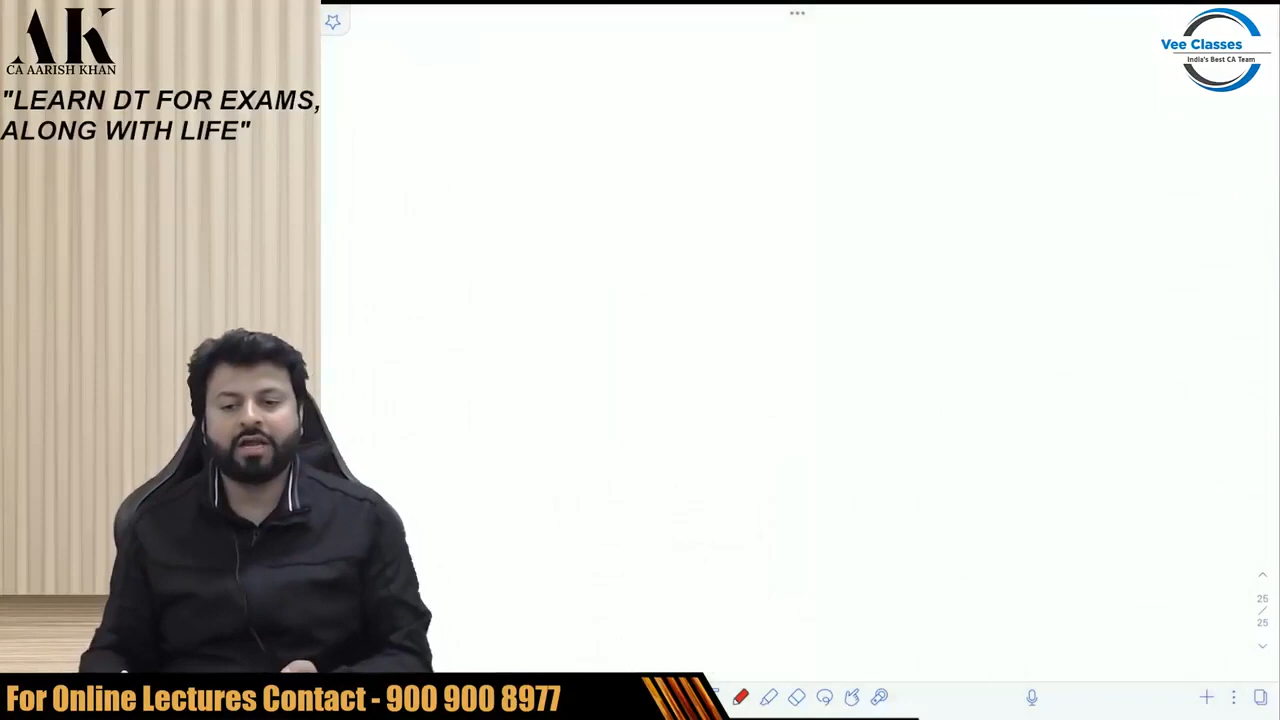 AK
CA AARISH KHAN
"LEARN DT FOR EXAMS,
ALONG WITH LIFE"
Vee Classes
India's Best CA Team
25
/
25
For Online Lectures Contact - 900 900 8977